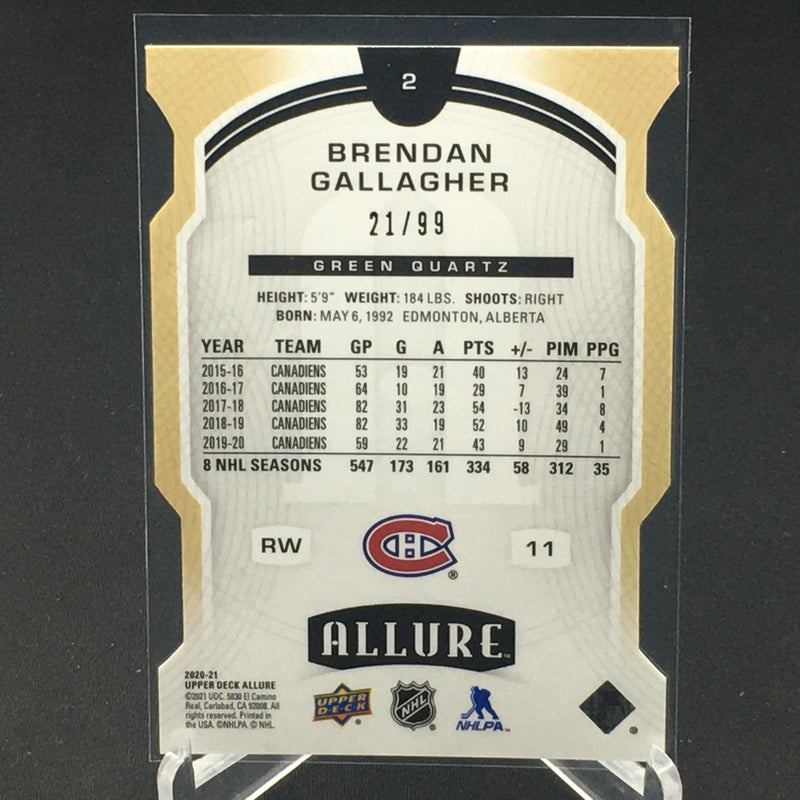 2
BRENDAN
GALLAGHER
21/99
GREEN QUARTZ
HEIGHT: 5'9" WEIGHT: 184 LBS. SHOOTS: RIGHT
BORN: MAY 6, 1992 EDMONTON, ALBERTA
YEAR TEAM GP G A PTS +/- PIM PPG
2015-16 CANADIENS 53 19 21 40 13 24 7
2016-17 CANADIENS 64 10 19 29 7 39 1
2017-18 CANADIENS 82 31 23 54 -13 34 8
2018-19 CANADIENS 82 33 19 52 10 49 4
2019-20 CANADIENS 59 22 21 43 9 29 1
8 NHL SEASONS 547 173 161 334 58 312 35
RW
CH
®
11
ALLURE™
2020-21
UPPER DECK ALLURE
©2021 UDC. 5830 El Camino
Real, Carlsbad, CA 92008. All
rights reserved. Printed in
the USA. ©NHLPA. © NHL.
UPPER
DECK®
NHL®
NHLPA™
®